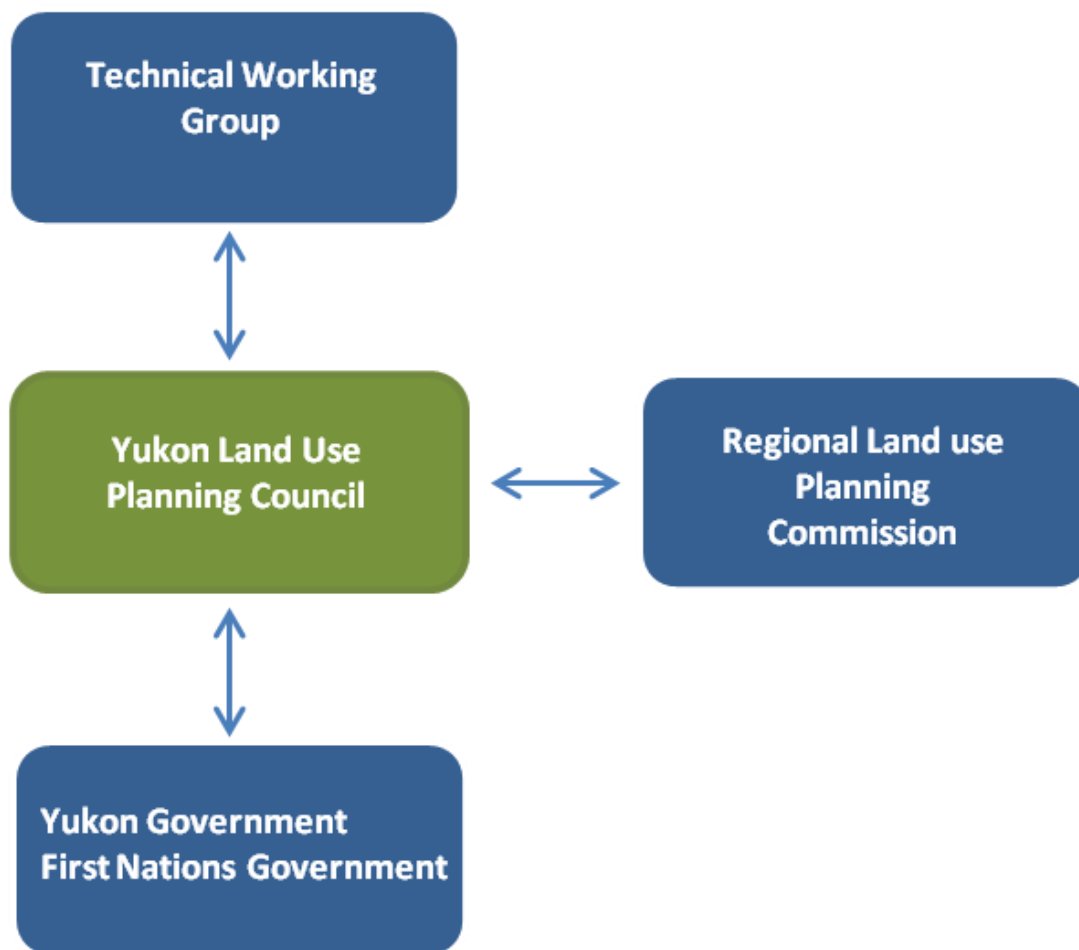 Technical Working
Group
Yukon Land Use
Planning Council
Regional Land use
Planning
Commission
Yukon Government
First Nations Government